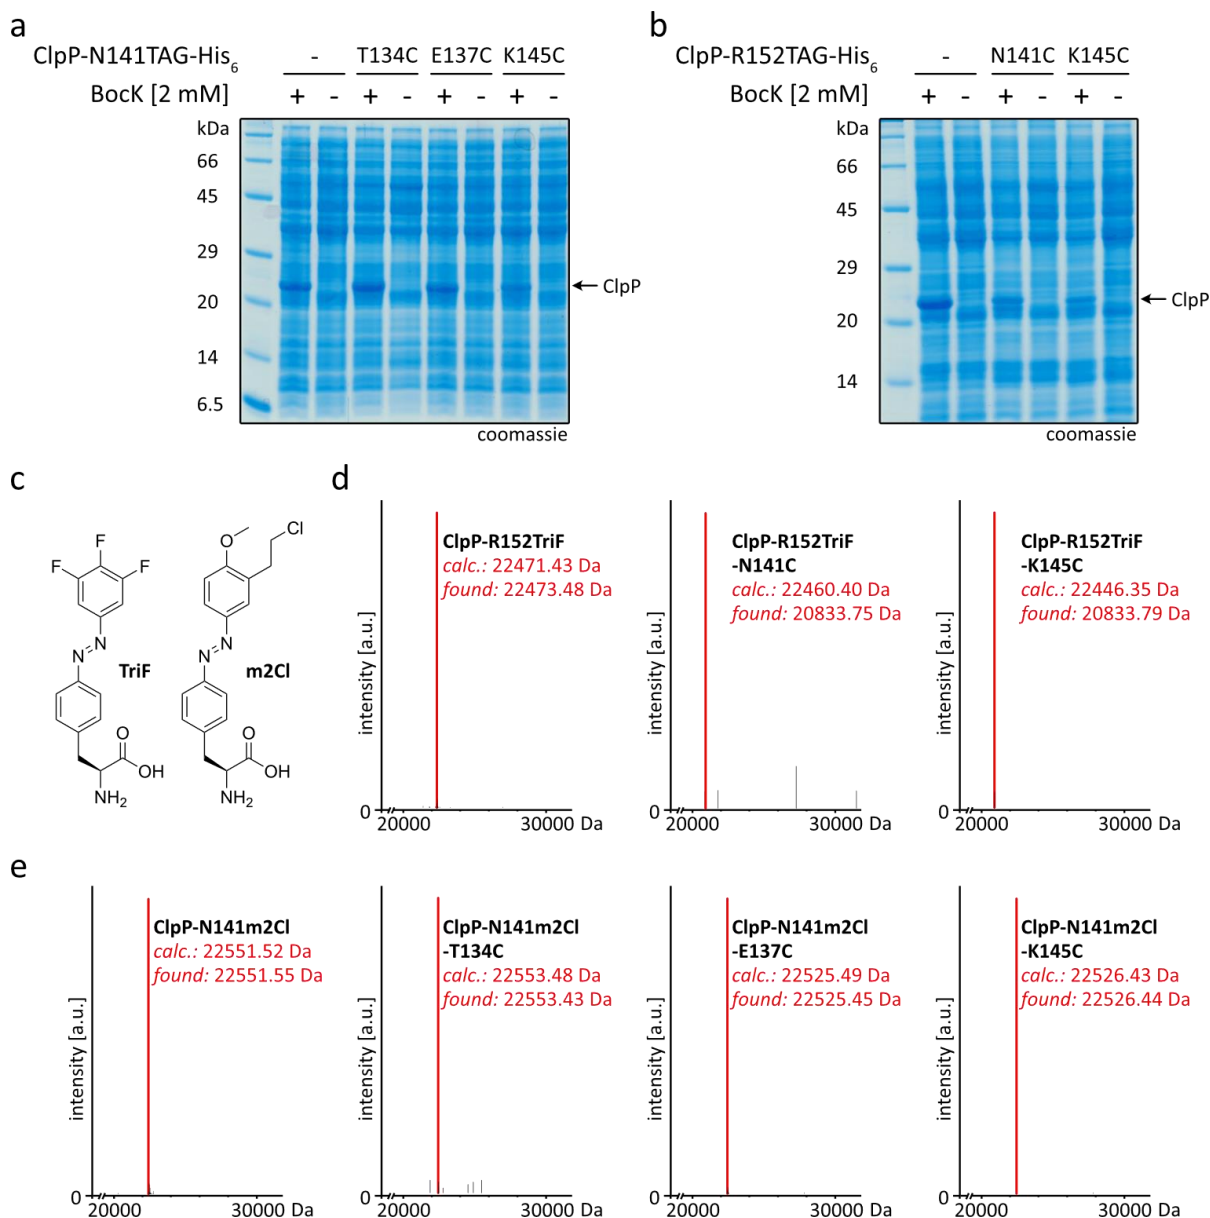 a
ClpP-N141TAG-His6
- T134C E137C K145C
BocK [2 mM] + - + - + - + -
kDa
66
45
29
20
14
6.5
ClpP
coomassie
b
ClpP-R152TAG-His6
- N141C K145C
BocK [2 mM] + - + - + -
kDa
66
45
29
20
14
ClpP
coomassie
c
F
F F
N
N
TriF
O
OH
NH2
Cl
O
N
N
m2Cl
O
OH
NH2
d
intensity [a.u.]
ClpP-R152TriF
calc.: 22471.43 Da
found: 22473.48 Da
0
20000 30000 Da
intensity [a.u.]
ClpP-R152TriF
-N141C
calc.: 22460.40 Da
found: 20833.75 Da
0
20000 30000 Da
intensity [a.u.]
ClpP-R152TriF
-K145C
calc.: 22446.35 Da
found: 20833.79 Da
0
20000 30000 Da
e
intensity [a.u.]
ClpP-N141m2Cl
calc.: 22551.52 Da
found: 22551.55 Da
0
20000 30000 Da
intensity [a.u.]
ClpP-N141m2Cl
-T134C
calc.: 22553.48 Da
found: 22553.43 Da
0
20000 30000 Da
intensity [a.u.]
ClpP-N141m2Cl
-E137C
calc.: 22525.49 Da
found: 22525.45 Da
0
20000 30000 Da
intensity [a.u.]
ClpP-N141m2Cl
-K145C
calc.: 22526.43 Da
found: 22526.44 Da
0
20000 30000 Da